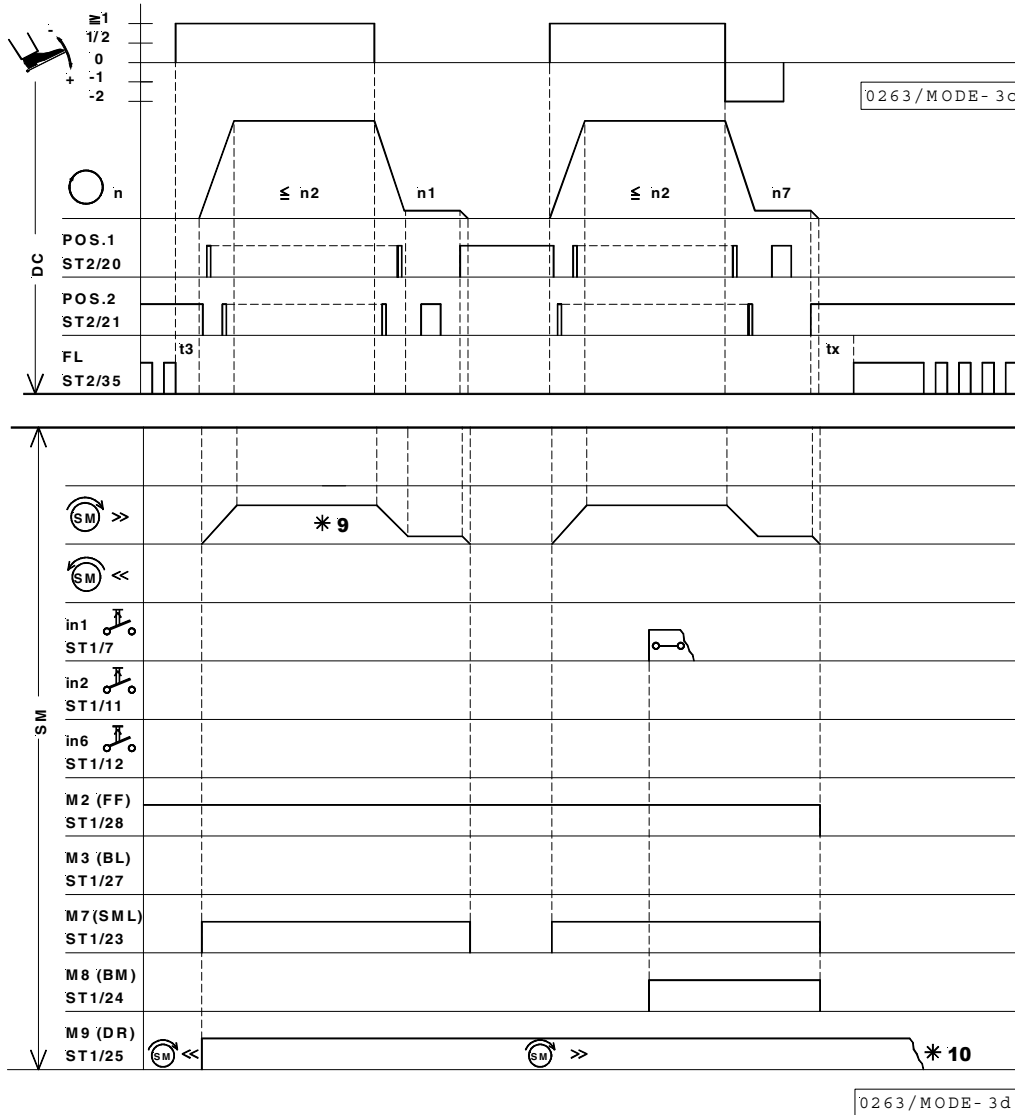 ≧1
1/2
0
-1
-2
-
+
0263/MODE-3c
DC
n
≦ n2
n1
≦ n2
n7
POS.1
ST2/20
POS.2
ST2/21
t3
tx
FL
ST2/35
SM
SM >>
✳ 9
SM <<
in1
ST1/7
in2
ST1/11
in6
ST1/12
M2 (FF)
ST1/28
M3 (BL)
ST1/27
M7(SML)
ST1/23
M8 (BM)
ST1/24
M9 (DR)
ST1/25
SM <<
SM >>
✳ 10
0263/MODE-3d